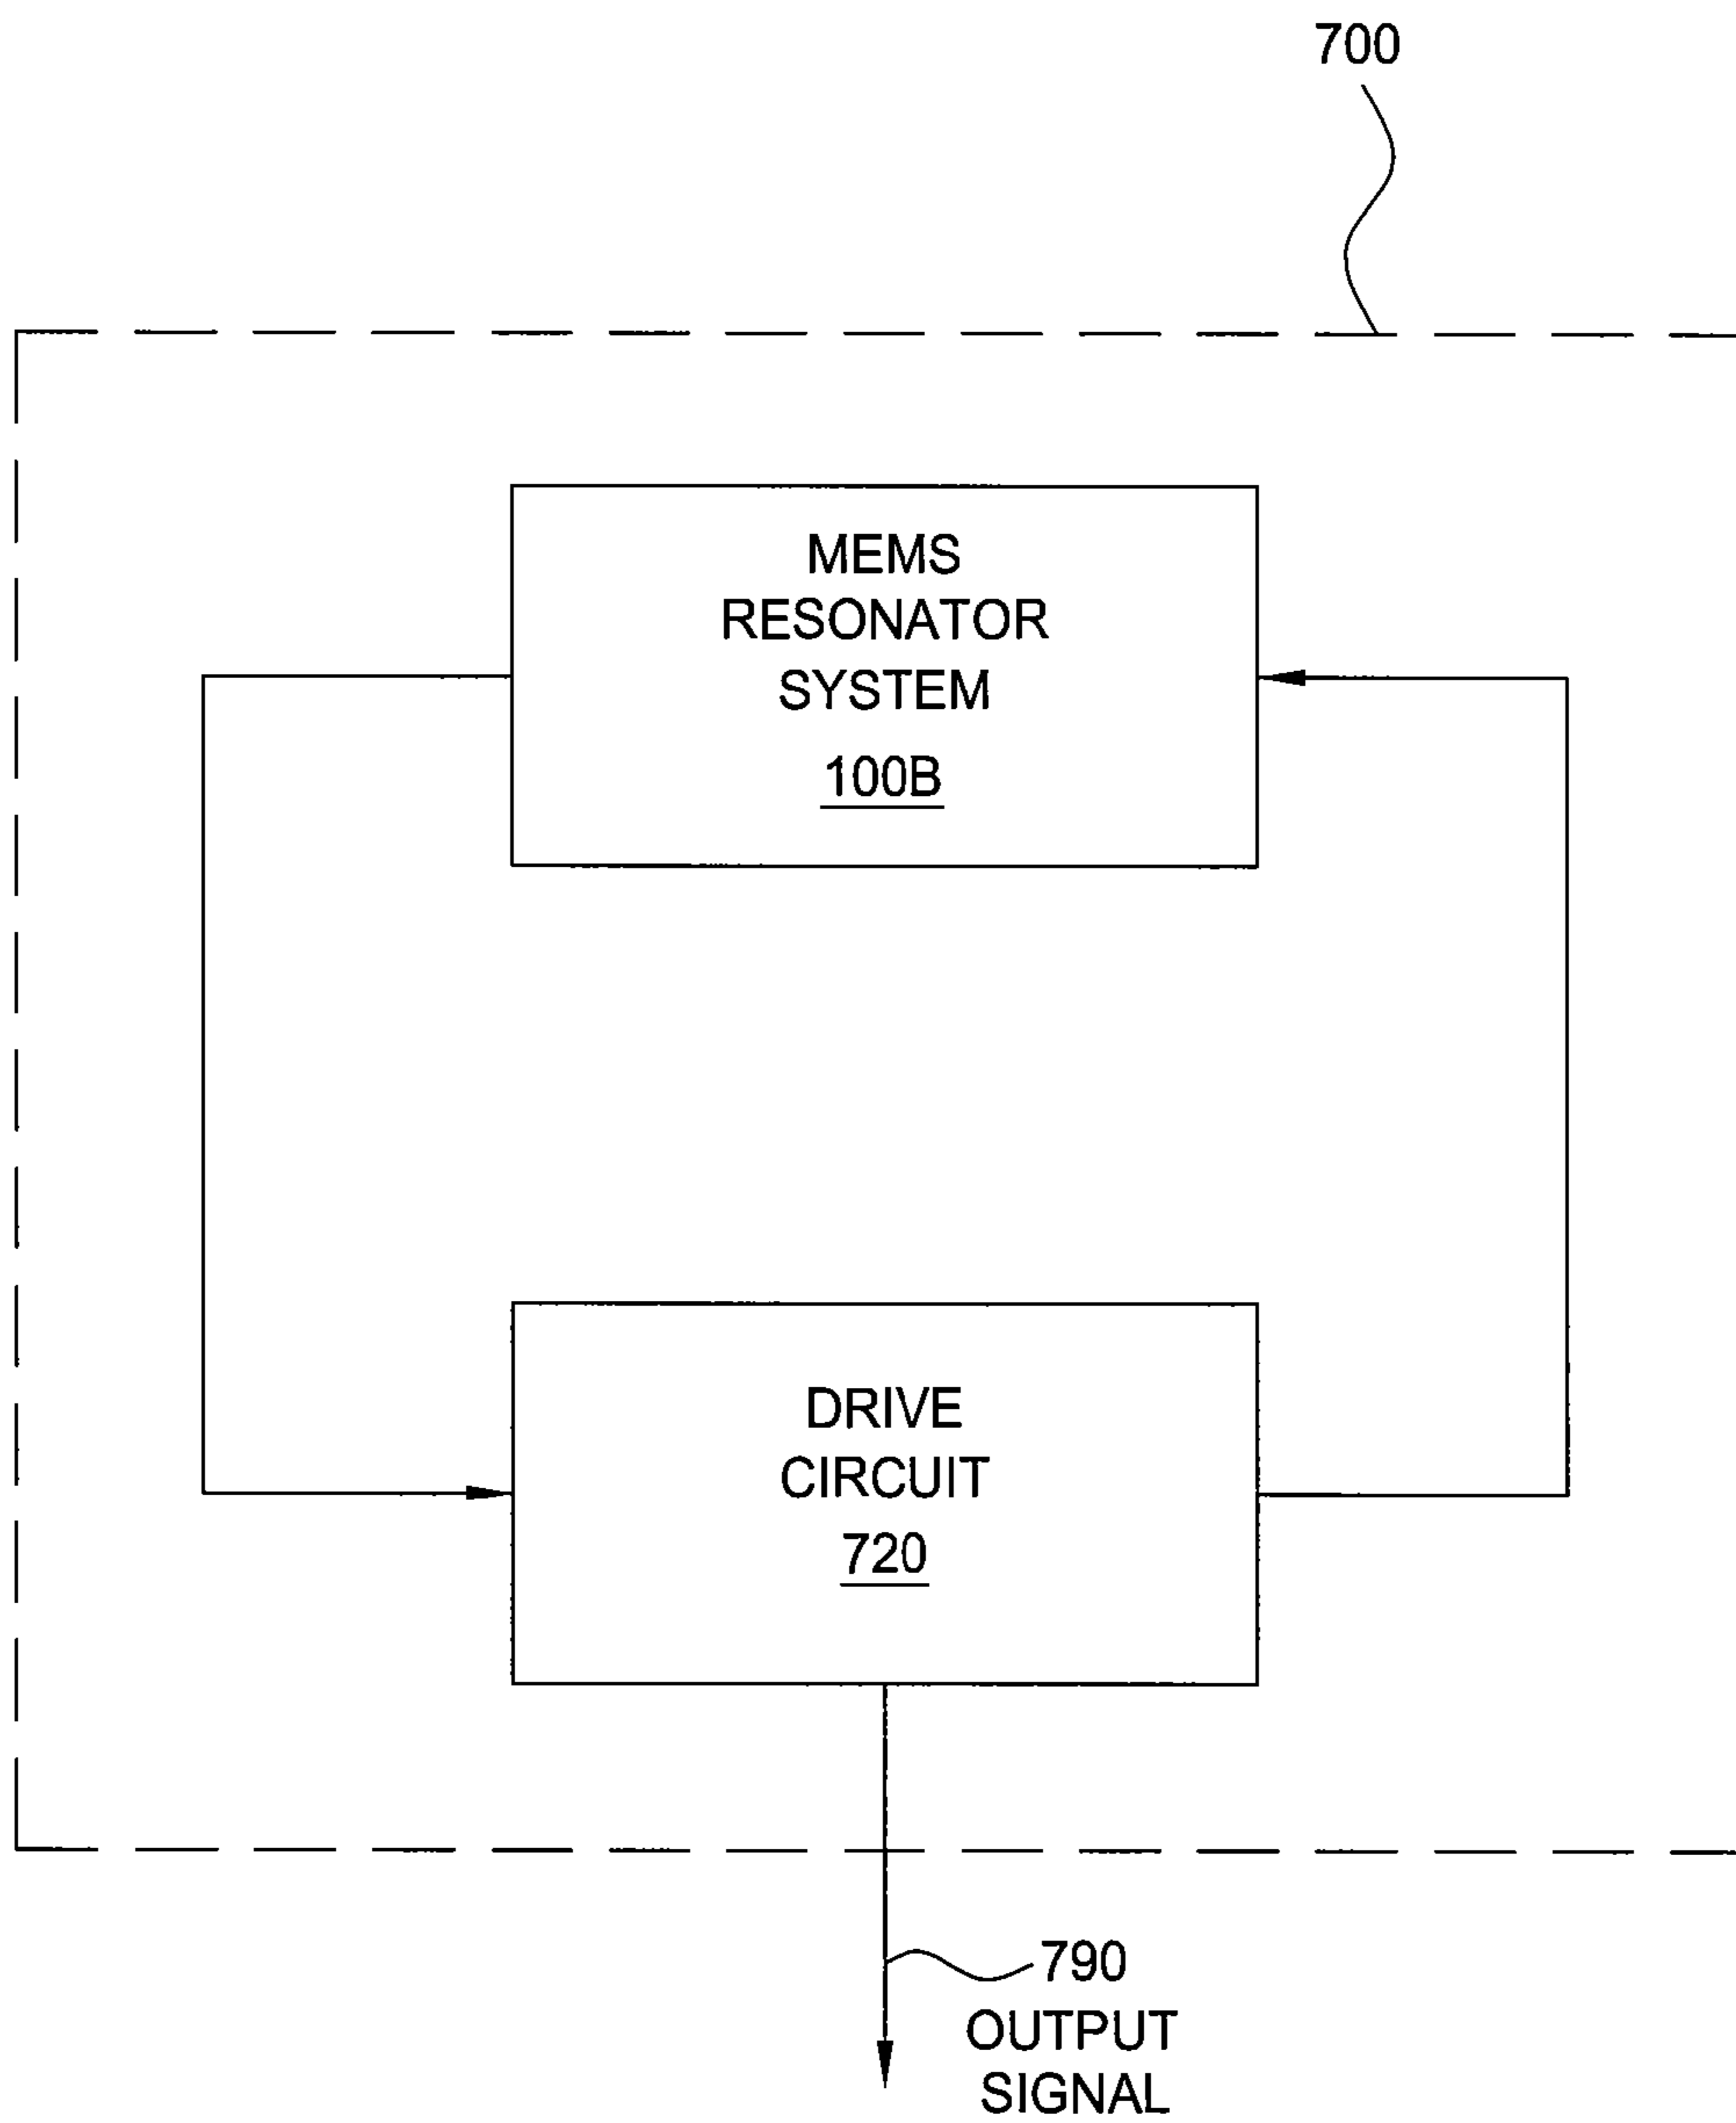 700
MEMS
RESONATOR
SYSTEM
100B
DRIVE
CIRCUIT
720
790
OUTPUT
SIGNAL